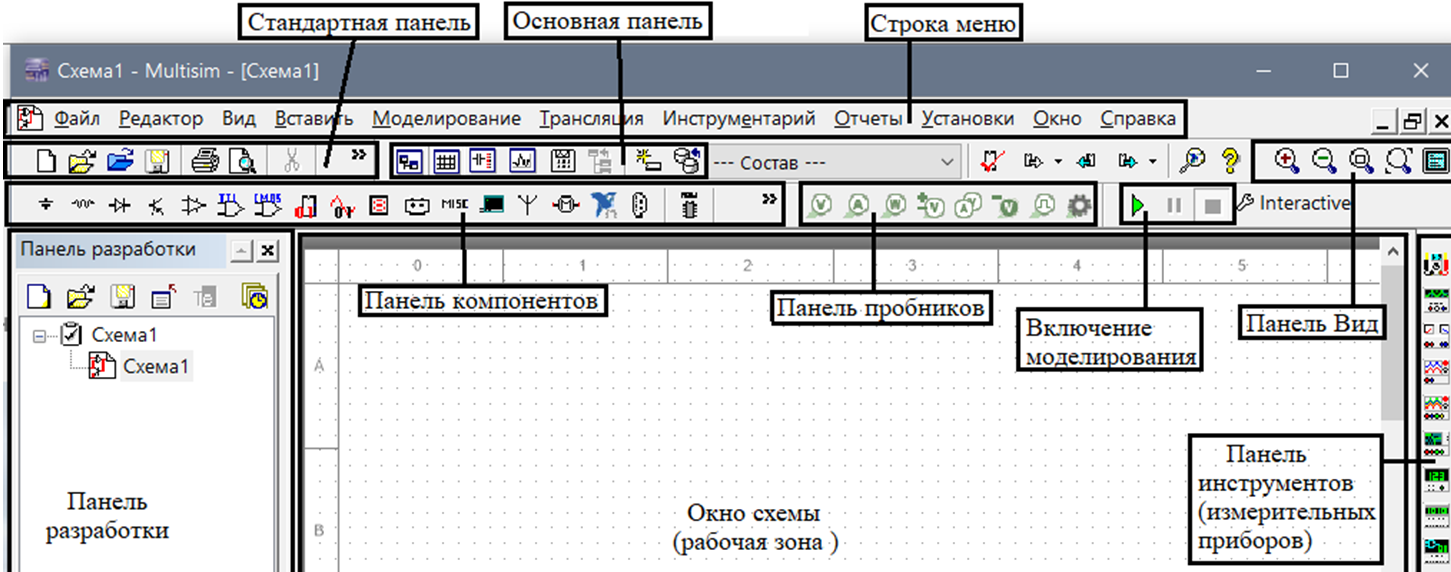 Стандартная панель
Основная панель
Строка меню
Схема1 - Multisim - [Схема1]
Файл Редактор Вид Вставить Моделирование Трансляция Инструментарий Отчеты Установки Окно Справка
--- Состав ---
TTL CMOS MISC
V A W V A V V
Interactive
Панель разработки
0 1 2 3 4 5
Панель компонентов
Панель пробников
Включение
моделирования
Панель Вид
Схема1
Схема1
A
Панель
инструментов
(измерительных
приборов)
Панель
разработки
Окно схемы
(рабочая зона )
B